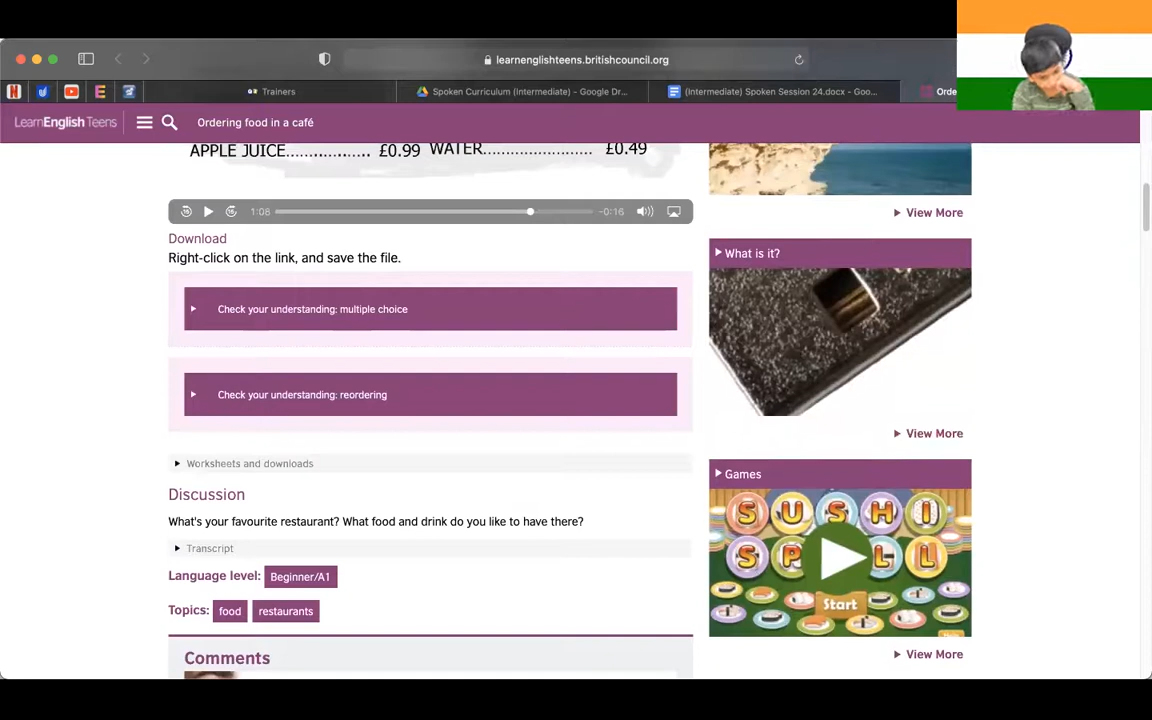 learnenglishteens.britishcouncil.org
Trainers
Spoken Curriculum (Intermediate) - Google Dr...
(Intermediate) Spoken Session 24.docx - Goo...
Orde
LearnEnglish Teens
Ordering food in a café
APPLE JUICE................... £0.99 WATER....................... £0.49
1:08
-0:16
Download
Right-click on the link, and save the file.
Check your understanding: multiple choice
Check your understanding: reordering
Worksheets and downloads
Discussion
What's your favourite restaurant? What food and drink do you like to have there?
Transcript
Language level: Beginner/A1
Topics: food restaurants
Comments
View More
What is it?
View More
Games
SUSHI
SPELL
Start
View More